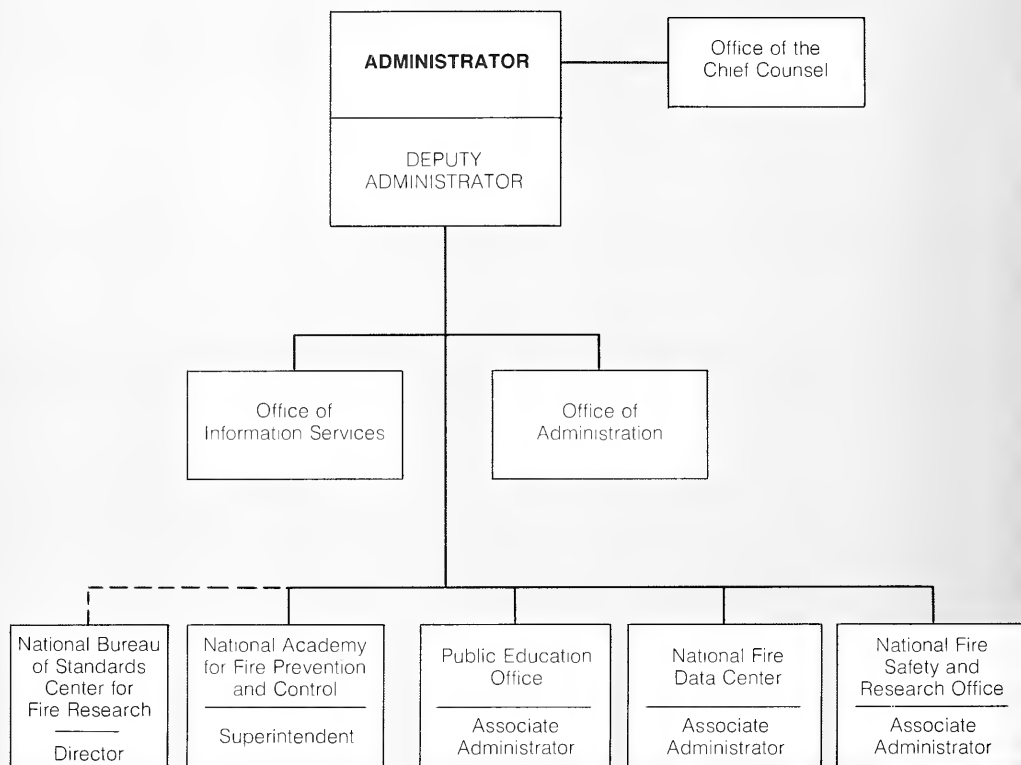 ADMINISTRATOR
Office of the
Chief Counsel
DEPUTY
ADMINISTRATOR
Office of
Information Services
Office of
Administration
National Bureau
of Standards
Center for
Fire Research
Director
National Academy
for Fire Prevention
and Control
Superintendent
Public Education
Office
Associate
Administrator
National Fire
Data Center
Associate
Administrator
National Fire
Safety and
Research Office
Associate
Administrator